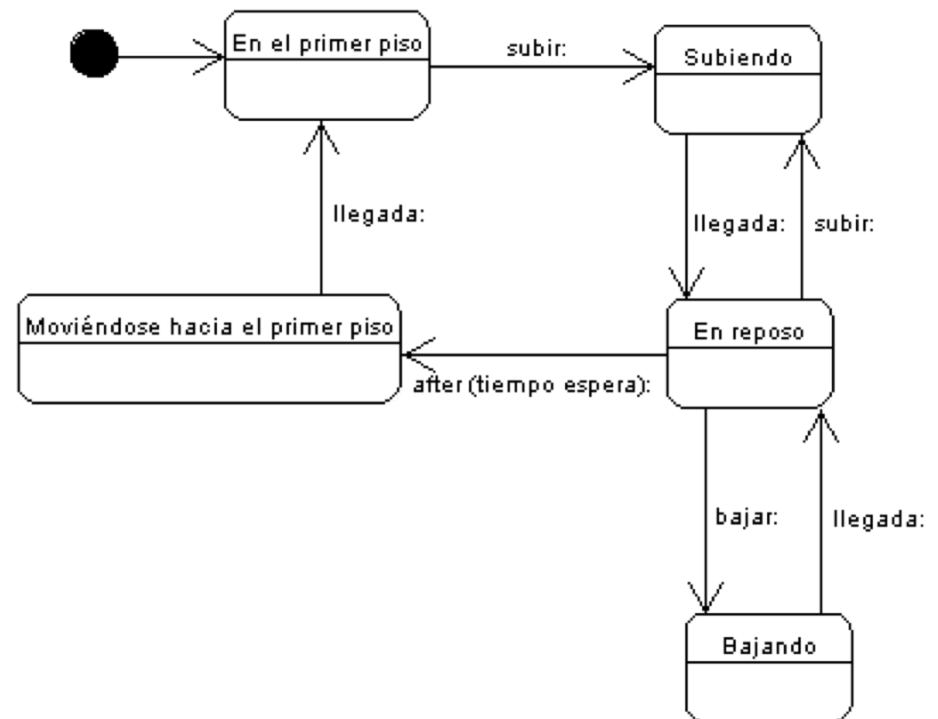 En el primer piso
subir:
Subiendo
llegada:
llegada:
subir:
Moviéndose hacia el primer piso
En reposo
after (tiempo espera):
bajar:
llegada:
Bajando